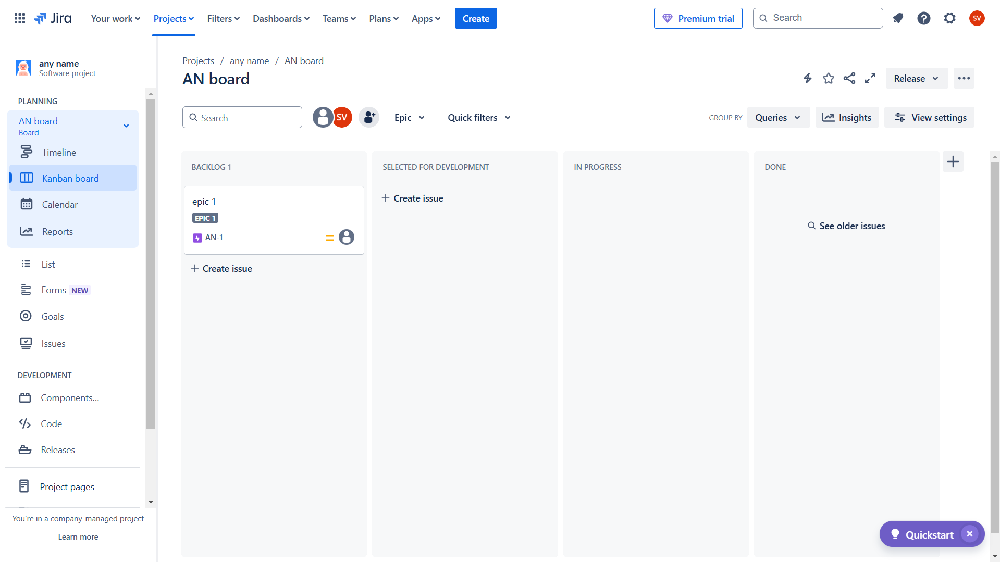 Jira
Your work
Projects
Filters
Dashboards
Teams
Plans
Apps
Create
Premium trial
Search
SV
any name
Software project
PLANNING
AN board
Board
Timeline
Kanban board
Calendar
Reports
List
Forms NEW
Goals
Issues
DEVELOPMENT
Components...
Code
Releases
Project pages
You're in a company-managed project
Learn more
Projects / any name / AN board
AN board
Release
Search
SV
Epic
Quick filters
GROUP BY
Queries
Insights
View settings
BACKLOG 1
epic 1
EPIC 1
AN-1
Create issue
SELECTED FOR DEVELOPMENT
Create issue
IN PROGRESS
DONE
See older issues
Quickstart